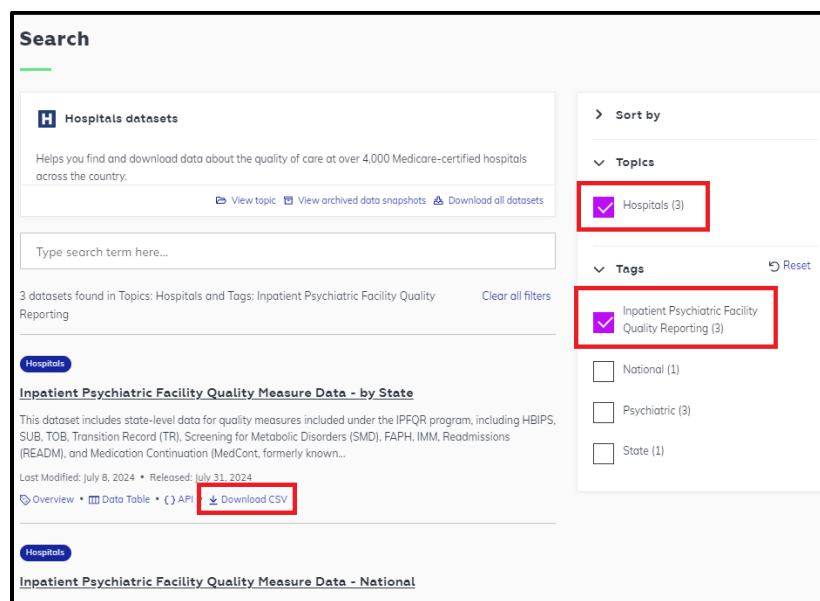 Search
H Hospitals datasets
Helps you find and download data about the quality of care at over 4,000 Medicare-certified hospitals
across the country.
View topic View archived data snapshots Download all datasets
Type search term here...
3 datasets found in Topics: Hospitals and Tags: Inpatient Psychiatric Facility Quality Clear all filters
Reporting
Hospitals
Inpatient Psychiatric Facility Quality Measure Data - by State
This dataset includes state-level data for quality measures included under the IPFQR program, including HBIPS,
SUB, TOB, Transition Record (TR), Screening for Metabolic Disorders (SMD), FAPH, IMM, Readmissions
(READM), and Medication Continuation (MedCont, formerly known...
Last Modified: July 8, 2024 • Released: July 31, 2024
Overview • Data Table • { } API • Download CSV
Hospitals
Inpatient Psychiatric Facility Quality Measure Data - National
Sort by
Topics
Hospitals (3)
Tags Reset
Inpatient Psychiatric Facility
Quality Reporting (3)
National (1)
Psychiatric (3)
State (1)